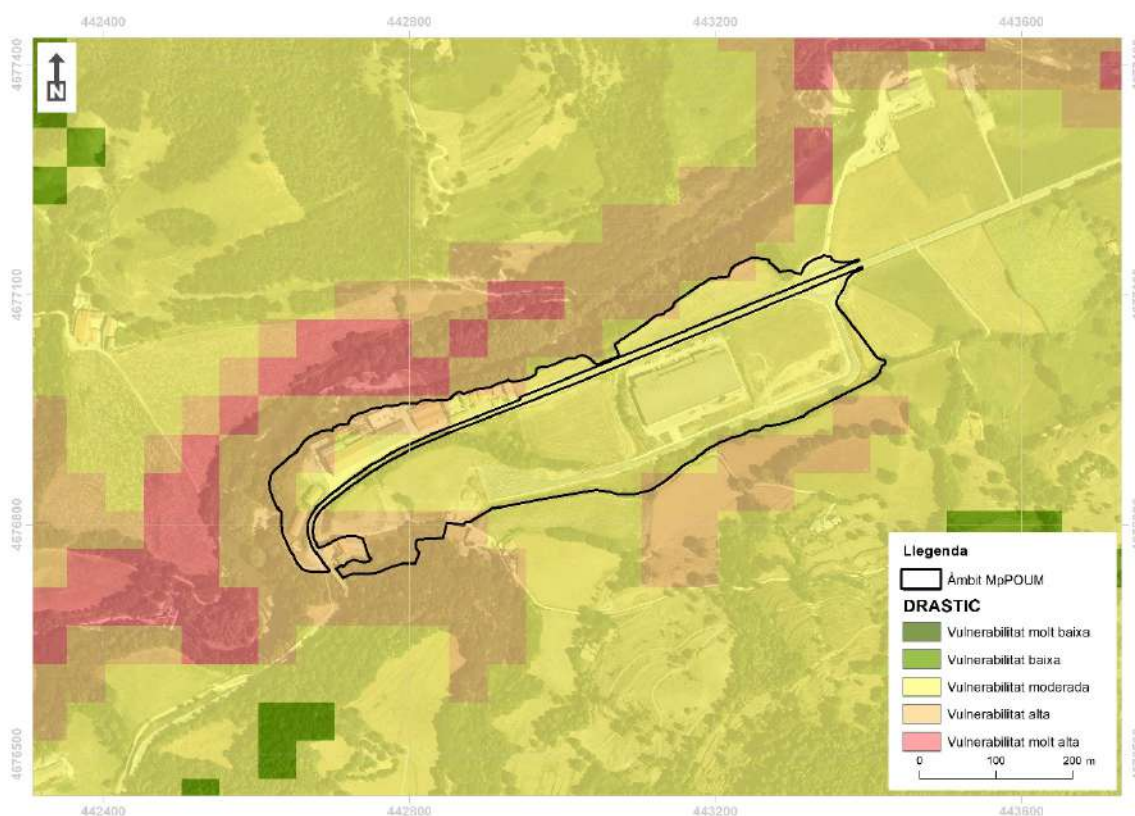 442400 442800 443200 443600
4677400
N
4677100
4676800
4676500
Llegenda
Àmbit MpPOUM
DRASTIC
Vulnerabilitat molt baixa
Vulnerabilitat baixa
Vulnerabilitat moderada
Vulnerabilitat alta
Vulnerabilitat molt alta
0 100 200 m
442400 442800 443200 443600